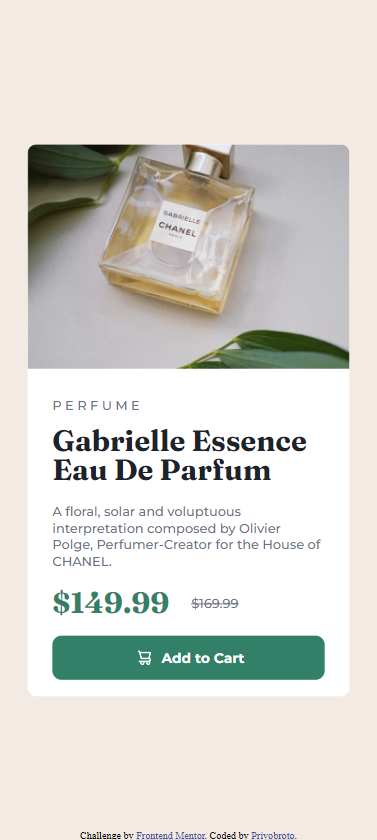 GABRIELLE
CHANEL
PARIS
PERFUME
Gabrielle Essence
Eau De Parfum
A floral, solar and voluptuous
interpretation composed by Olivier
Polge, Perfumer-Creator for the House of
CHANEL.
$149.99 $169.99
Add to Cart
Challenge by Frontend Mentor. Coded by Privobroto.